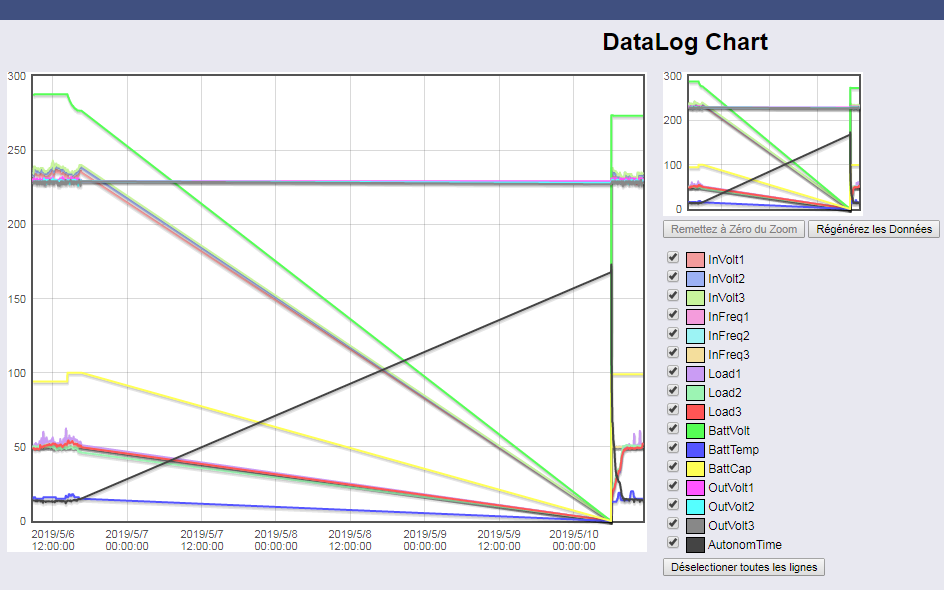 DataLog Chart
300
250
200
150
100
50
0
2019/5/6 2019/5/7 2019/5/7 2019/5/8 2019/5/8 2019/5/9 2019/5/9 2019/5/10
12:00:00 00:00:00 12:00:00 00:00:00 12:00:00 00:00:00 12:00:00 00:00:00
300
200
100
0
Remettez à Zéro du Zoom Régénérez les Données
InVolt1
InVolt2
InVolt3
InFreq1
InFreq2
InFreq3
Load1
Load2
Load3
BattVolt
BattTemp
BattCap
OutVolt1
OutVolt2
OutVolt3
AutonomTime
Déselectioner toutes les lignes